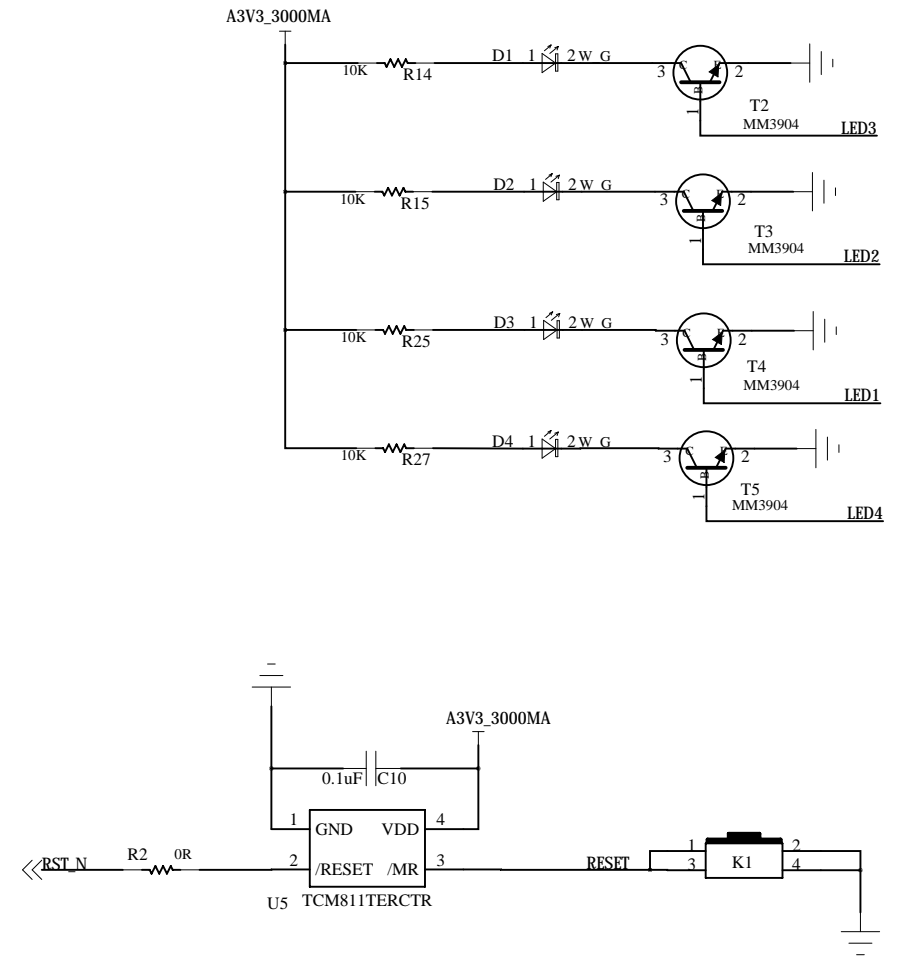 A3V3_3000MA
D1 1 2 W G
10K R14
3 C E 2
B
1
T2
MM3904
LED3
D2 1 2 W G
10K R15
3 C E 2
B
1
T3
MM3904
LED2
D3 1 2 W G
10K R25
3 C E 2
B
1
T4
MM3904
LED1
D4 1 2 W G
10K R27
3 C E 2
B
1
T5
MM3904
LED4
A3V3_3000MA
0.1uF C10
1 GND VDD 4
RST_N R2 0R 2 /RESET /MR 3 RESET
U5 TCM811TERCTR
1 2
3 K1 4